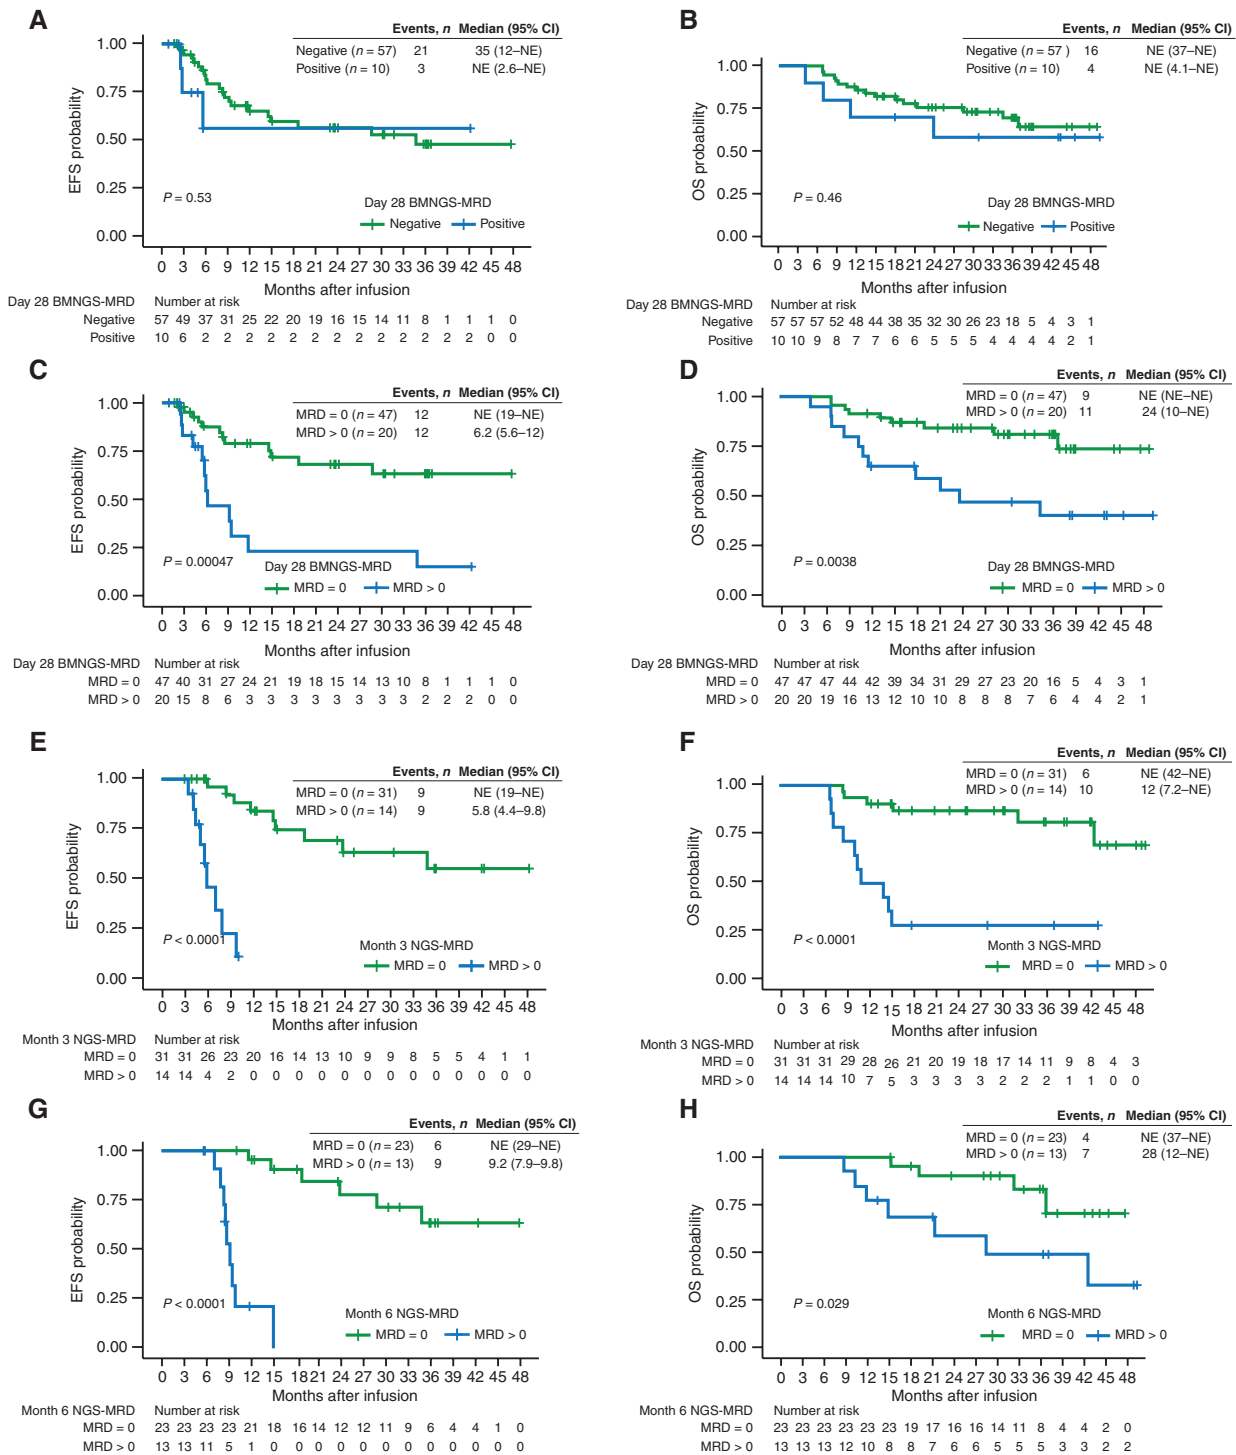 A
Events, n Median (95% CI)
Negative (n = 57) 21 35 (12–NE)
Positive (n = 10) 3 NE (2.6–NE)
1.00
0.75
0.50
0.25
0.00
EFS probability
P = 0.53
Day 28 BMNGS-MRD
Negative Positive
0 3 6 9 12 15 18 21 24 27 30 33 36 39 42 45 48
Months after infusion
Day 28 BMNGS-MRD Number at risk
Negative 57 49 37 31 25 22 20 19 16 15 14 11 8 1 1 1 0
Positive 10 6 2 2 2 2 2 2 2 2 2 2 2 2 2 0 0
B
Events, n Median (95% CI)
Negative (n = 57 ) 16 NE (37–NE)
Positive (n = 10) 4 NE (4.1–NE)
1.00
0.75
0.50
0.25
0.00
OS probability
P = 0.46
Day 28 BMNGS-MRD
Negative Positive
0 3 6 9 12 15 18 21 24 27 30 33 36 39 42 45 48
Months after infusion
Day 28 BMNGS-MRD Number at risk
Negative 57 57 57 52 48 44 38 35 32 30 26 23 18 5 4 3 1
Positive 10 10 9 8 7 7 6 6 5 5 5 4 4 4 4 2 1
C
Events, n Median (95% CI)
MRD = 0 (n = 47) 12 NE (19–NE)
MRD > 0 (n = 20) 12 6.2 (5.6–12)
1.00
0.75
0.50
0.25
0.00
EFS probability
P = 0.00047
Day 28 BMNGS-MRD
MRD = 0 MRD > 0
0 3 6 9 12 15 18 21 24 27 30 33 36 39 42 45 48
Months after infusion
Day 28 BMNGS-MRD Number at risk
MRD = 0 47 40 31 27 24 21 19 18 15 14 13 10 8 1 1 1 0
MRD > 0 20 15 8 6 3 3 3 3 3 3 3 3 2 2 2 0 0
D
Events, n Median (95% CI)
MRD = 0 (n = 47) 9 NE (NE–NE)
MRD > 0 (n = 20) 11 24 (10–NE)
1.00
0.75
0.50
0.25
0.00
OS probability
P = 0.0038
Day 28 BMNGS-MRD
MRD = 0 MRD > 0
0 3 6 9 12 15 18 21 24 27 30 33 36 39 42 45 48
Months after infusion
Day 28 BMNGS-MRD Number at risk
MRD = 0 47 47 47 44 42 39 34 31 29 27 23 20 16 5 4 3 1
MRD > 0 20 20 19 16 13 12 10 10 8 8 8 7 6 4 4 2 1
E
Events, n Median (95% CI)
MRD = 0 (n = 31) 9 NE (19–NE)
MRD > 0 (n = 14) 9 5.8 (4.4–9.8)
1.00
0.75
0.50
0.25
0.00
EFS probability
P < 0.0001
Month 3 NGS-MRD
MRD = 0 MRD > 0
0 3 6 9 12 15 18 21 24 27 30 33 36 39 42 45 48
Months after infusion
Month 3 NGS-MRD Number at risk
MRD = 0 31 31 26 23 20 16 14 13 10 9 9 8 5 5 4 1 1
MRD > 0 14 14 4 2 0 0 0 0 0 0 0 0 0 0 0 0 0
F
Events, n Median (95% CI)
MRD = 0 (n = 31) 6 NE (42–NE)
MRD > 0 (n = 14) 10 12 (7.2–NE)
1.00
0.75
0.50
0.25
0.00
OS probability
P < 0.0001
Month 3 NGS-MRD
MRD = 0 MRD > 0
0 3 6 9 12 15 18 21 24 27 30 33 36 39 42 45 48
Months after infusion
Month 3 NGS-MRD Number at risk
MRD = 0 31 31 31 29 28 26 21 20 19 18 17 14 11 9 8 4 3
MRD > 0 14 14 14 10 7 5 3 3 3 3 2 2 2 1 1 0 0
G
Events, n Median (95% CI)
MRD = 0 (n = 23) 6 NE (29–NE)
MRD > 0 (n = 13) 9 9.2 (7.9–9.8)
1.00
0.75
0.50
0.25
0.00
EFS probability
P < 0.0001
Month 6 NGS-MRD
MRD = 0 MRD > 0
0 3 6 9 12 15 18 21 24 27 30 33 36 39 42 45 48
Months after infusion
Month 6 NGS-MRD Number at risk
MRD = 0 23 23 23 23 21 18 16 14 12 12 11 9 6 4 4 1 0
MRD > 0 13 13 11 5 1 0 0 0 0 0 0 0 0 0 0 0 0
H
Events, n Median (95% CI)
MRD = 0 (n = 23) 4 NE (37–NE)
MRD > 0 (n = 13) 7 28 (12–NE)
1.00
0.75
0.50
0.25
0.00
OS probability
P = 0.029
Month 6 NGS-MRD
MRD = 0 MRD > 0
0 3 6 9 12 15 18 21 24 27 30 33 36 39 42 45 48
Months after infusion
Month 6 NGS-MRD Number at risk
MRD = 0 23 23 23 23 23 23 19 17 16 16 14 11 8 4 4 2 0
MRD > 0 13 13 13 12 10 8 8 7 6 6 5 5 5 3 3 2 2